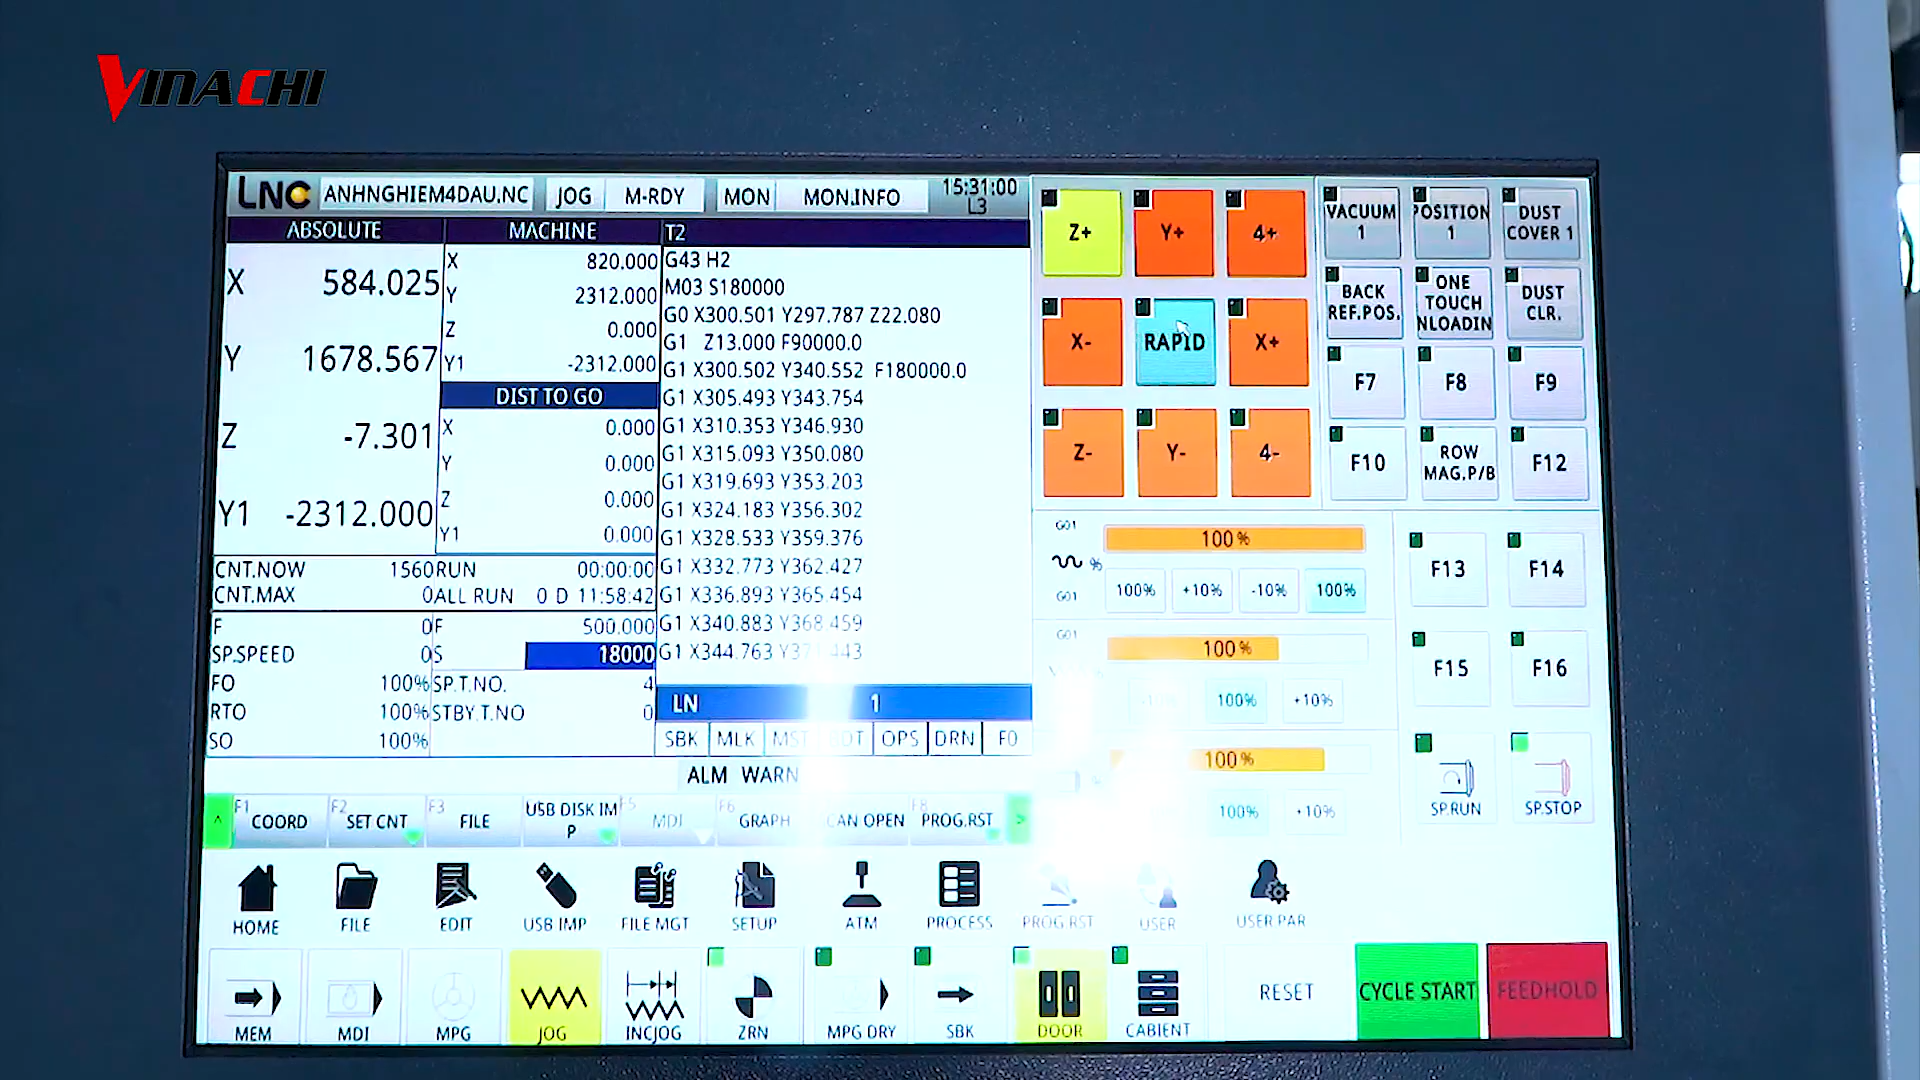 VINACHI
LNC ANHNGHIEM4DAU.NC JOG M-RDY MON MON.INFO 15:31:00
L3
ABSOLUTE
X 584.025
Y 1678.567
Z -7.301
Y1 -2312.000
MACHINE
X 820.000
Y 2312.000
Z 0.000
Y1 -2312.000
DIST TO GO
X 0.000
Y 0.000
Z 0.000
Y1 0.000
CNT.NOW 1560 RUN 00:00:00
CNT.MAX 0 ALL RUN 0 D 11:58:42
F 0 F 500.000
SP.SPEED 0 S 18000
FO 100% SP.T.NO. 4
RTO 100% STBY.T.NO 0
SO 100%
T2
G43 H2
M03 S180000
G0 X300.501 Y297.787 Z22.080
G1 Z13.000 F90000.0
G1 X300.502 Y340.552 F180000.0
G1 X305.493 Y343.754
G1 X310.353 Y346.930
G1 X315.093 Y350.080
G1 X319.693 Y353.203
G1 X324.183 Y356.302
G1 X328.533 Y359.376
G1 X332.773 Y362.427
G1 X336.893 Y365.454
G1 X340.883 Y368.459
G1 X344.763
LN 1
SBK MLK MST OPS DRN F0
ALM WARN
Z+ Y+ 4+
X- RAPID X+
Z- Y- 4-
VACUUM
1
POSITION
1
DUST
COVER 1
BACK
REF.POS.
ONE
TOUCH
NLOADIN
DUST
CLR.
F7 F8 F9
F10
ROW
MAG.P/B
F12
G01 100%
%
G01 100% +10% -10% 100%
G01 100%
100% +10%
100%
100% +10%
F13 F14
F15 F16
SP.RUN SP.STOP
F1 COORD
F2 SET CNT
F3 FILE
USB DISK IM
P
F5 MDI
F6 GRAPH
CAN OPEN
F8 PROG.RST
HOME FILE EDIT USB IMP FILE MGT SETUP ATM PROCESS PROG.RST USER USER PAR
MEM MDI MPG JOG INCJOG ZRN MPG DRY SBK DOOR CABIENT RESET CYCLE START FEEDHOLD